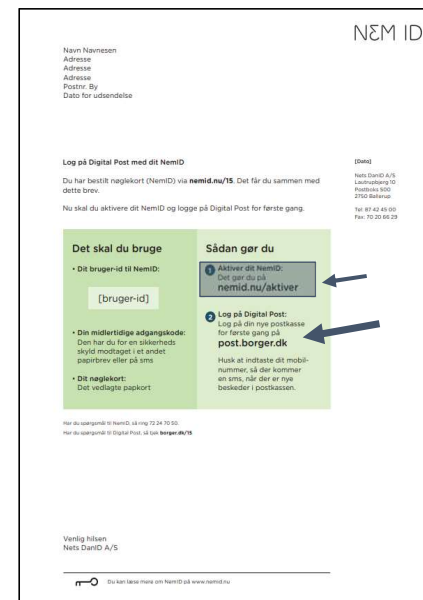 NEM ID
Navn Navnesen
Adresse
Adresse
Adresse
Postnr. By
Dato for udsendelse
Log på Digital Post med dit NemID
Du har bestilt nøglekort (NemID) via nemid.nu/15. Det får du sammen med
dette brev.
Nu skal du aktivere dit NemID og logge på Digital Post for første gang.
[Dato]
Nets DanID A/S
Lautrupbjerg 10
Postboks 500
2750 Ballerup
Tel: 87 42 45 00
Fax: 70 20 66 29
Det skal du bruge
• Dit bruger-id til NemID:
[bruger-id]
• Din midlertidige adgangskode:
Den har du for en sikkerheds
skyld modtaget i et andet
papirbrev eller på sms
• Dit nøglekort:
Det vedlagte papkort
Sådan gør du
1 Aktiver dit NemID:
Det gør du på
nemid.nu/aktiver
2 Log på Digital Post:
Log på din nye postkasse
for første gang på
post.borger.dk
Husk at indtaste dit mobil-
nummer, så der kommer
en sms, når der er nye
beskeder i postkassen.
Har du spørgsmål til NemID, så ring 72 24 70 50.
Har du spørgsmål til Digital Post, så tjek borger.dk/15.
Venlig hilsen
Nets DanID A/S
Du kan læse mere om NemID på www.nemid.nu